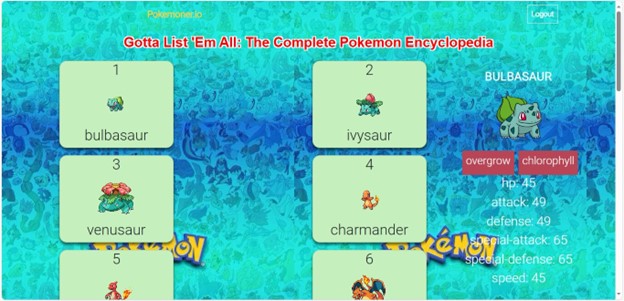 Pokemoner.io
Logout
Gotta List 'Em All: The Complete Pokemon Encyclopedia
1
bulbasaur
2
ivysaur
3
venusaur
4
charmander
5
6
BULBASAUR
overgrow
chlorophyll
hp: 45
attack: 49
defense: 49
special-attack: 65
special-defense: 65
speed: 45
Pokémon